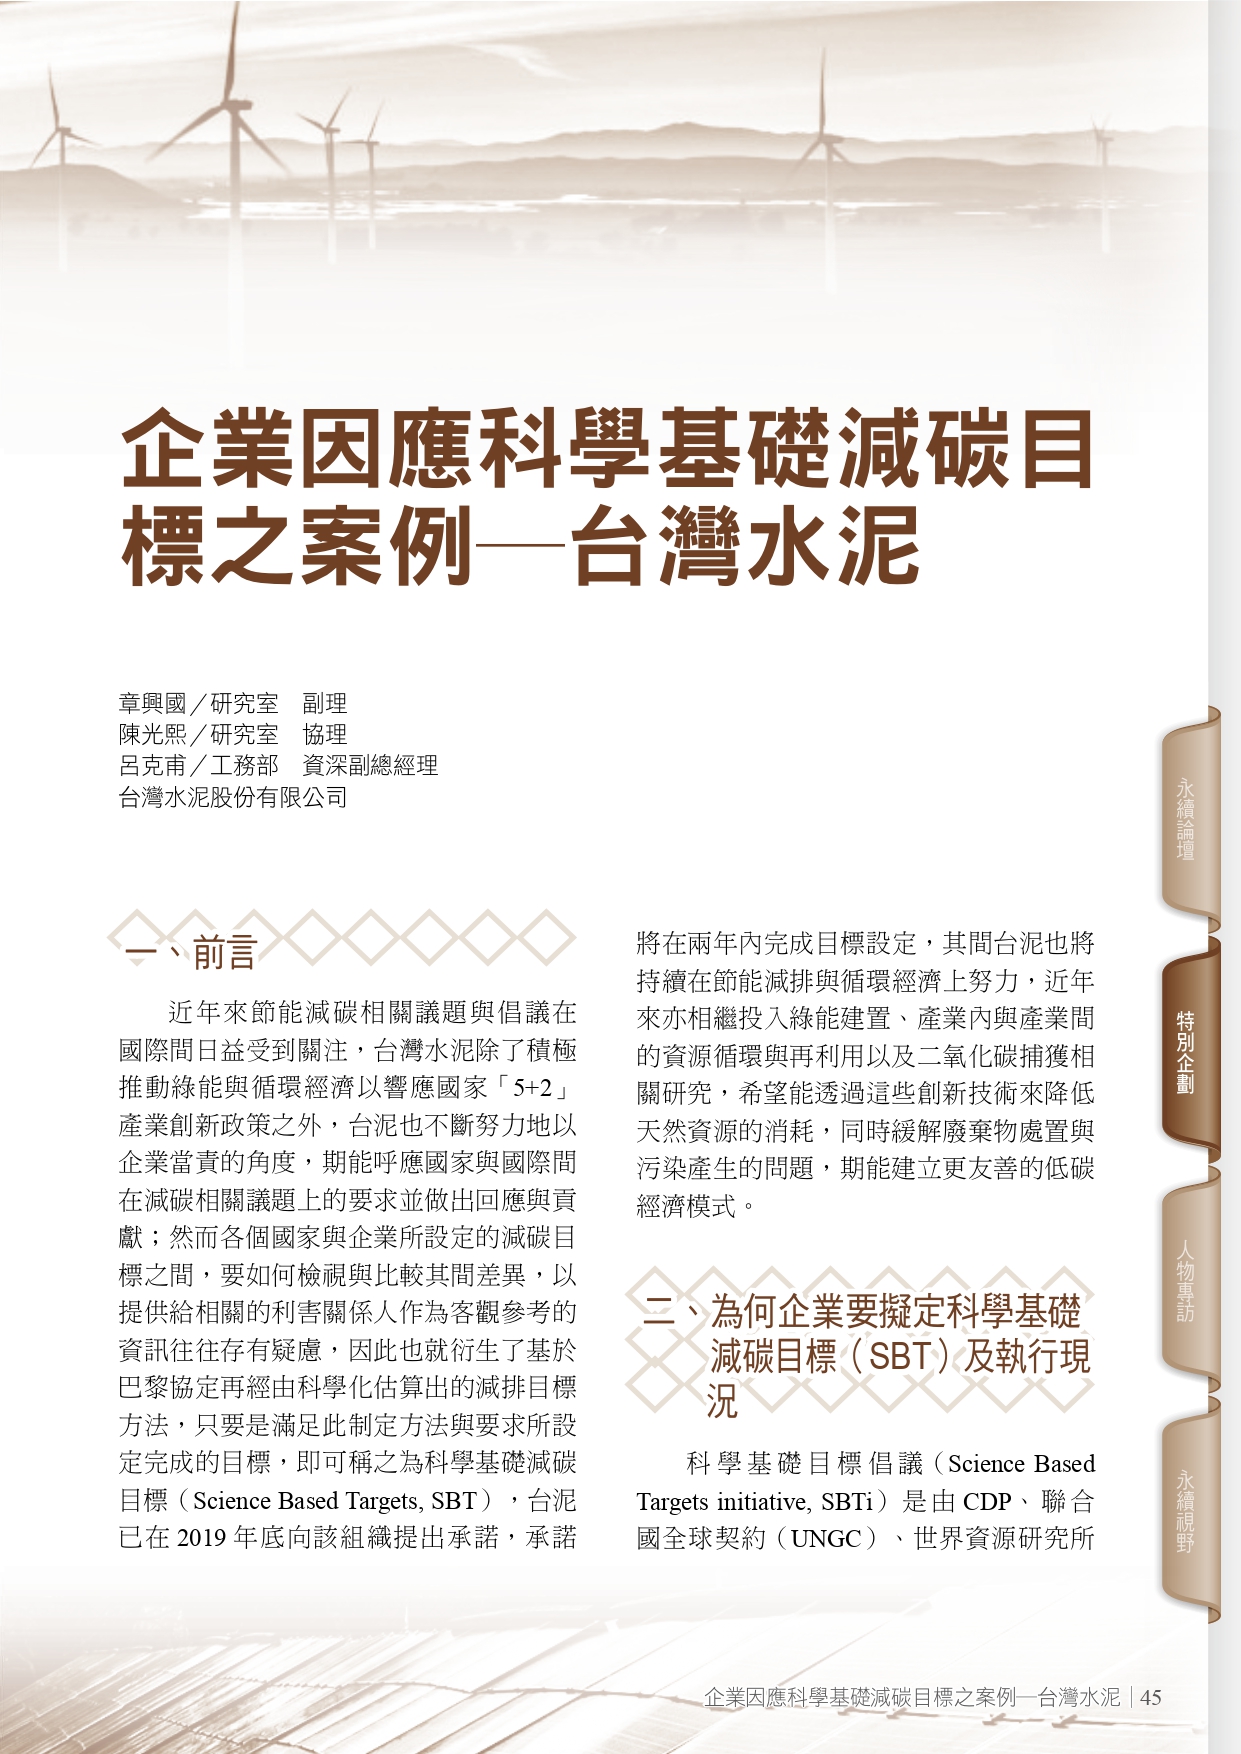 企業因應科學基礎減碳目
標之案例──台灣水泥
章興國／研究室　副理
陳光熙／研究室　協理
呂克甫／工務部　資深副總經理
台灣水泥股份有限公司
一、前言
近年來節能減碳相關議題與倡議在
國際間日益受到關注，台灣水泥除了積極
推動綠能與循環經濟以響應國家「5+2」
產業創新政策之外，台泥也不斷努力地以
企業當責的角度，期能呼應國家與國際間
在減碳相關議題上的要求並做出回應與貢
獻；然而各個國家與企業所設定的減碳目
標之間，要如何檢視與比較其間差異，以
提供給相關的利害關係人作為客觀參考的
資訊往往存有疑慮，因此也就衍生了基於
巴黎協定再經由科學化估算出的減排目標
方法，只要是滿足此制定方法與要求所設
定完成的目標，即可稱之為科學基礎減碳
目標（Science Based Targets, SBT），台泥
已在 2019 年底向該組織提出承諾，承諾
將在兩年內完成目標設定，其間台泥也將
持續在節能減排與循環經濟上努力，近年
來亦相繼投入綠能建置、產業內與產業間
的資源循環與再利用以及二氧化碳捕獲相
關研究，希望能透過這些創新技術來降低
天然資源的消耗，同時緩解廢棄物處置與
污染產生的問題，期能建立更友善的低碳
經濟模式。
二、為何企業要擬定科學基礎
減碳目標（SBT）及執行現
況
科學基礎目標倡議（Science Based
Targets initiative, SBTi）是由 CDP、聯合
國全球契約（UNGC）、世界資源研究所
永續論壇
特別企劃
人物專訪
永續視野
企業因應科學基礎減碳目標之案例─台灣水泥｜45